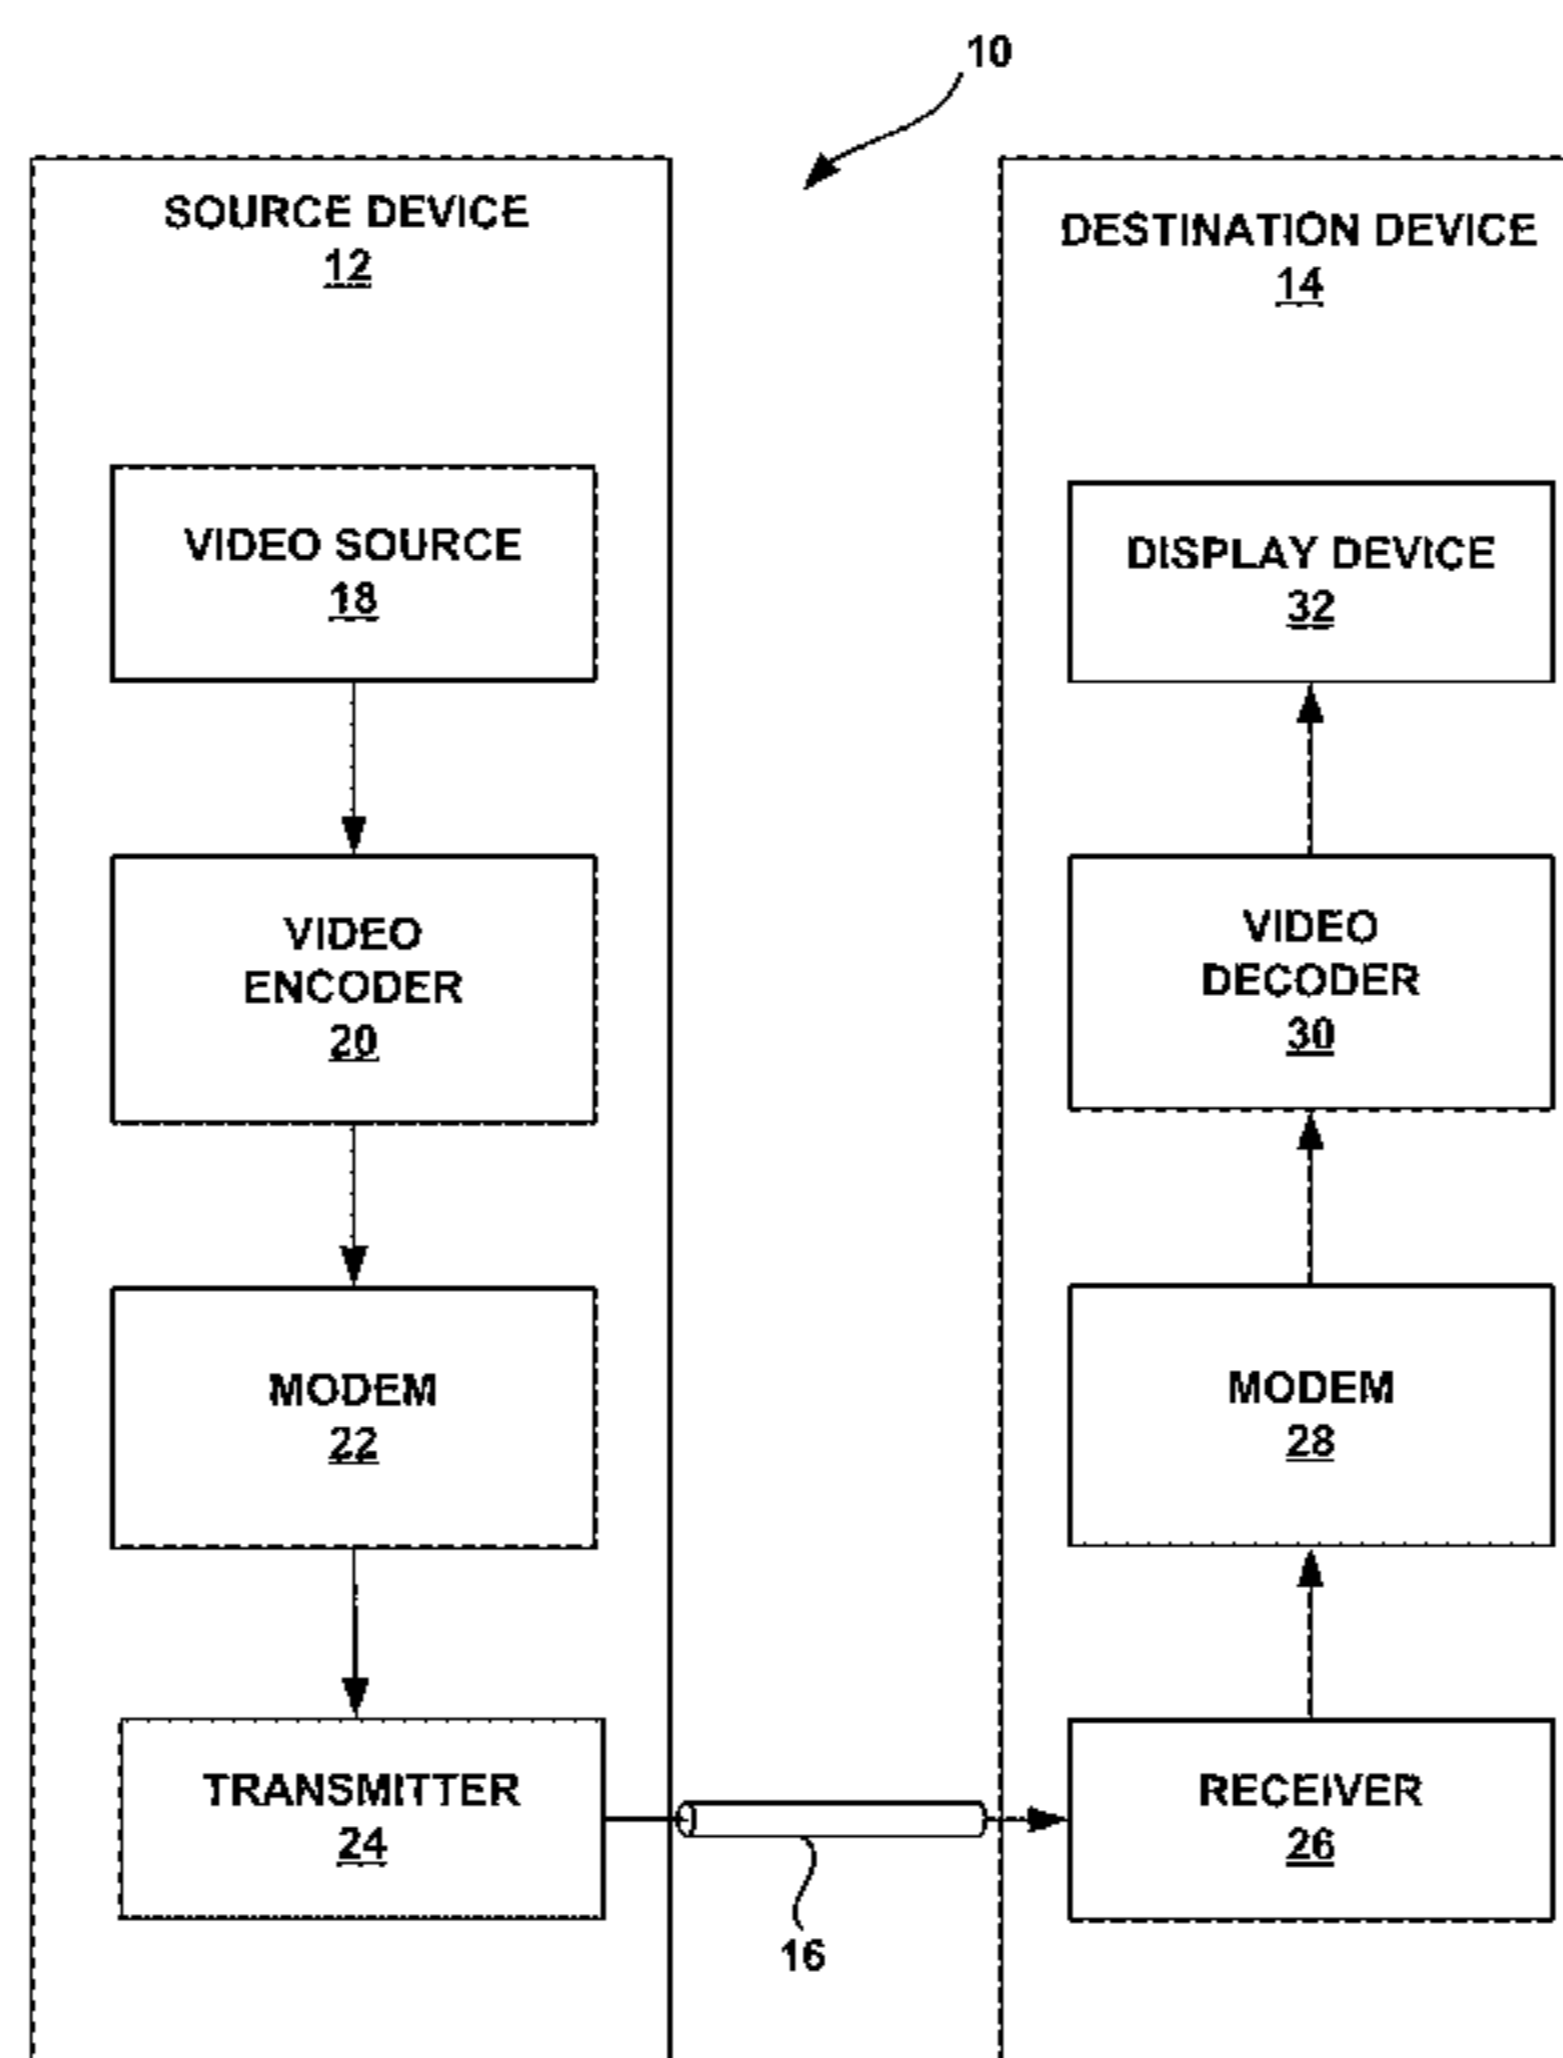 10
SOURCE DEVICE
12
VIDEO SOURCE
18
VIDEO
ENCODER
20
MODEM
22
TRANSMITTER
24
16
DESTINATION DEVICE
14
DISPLAY DEVICE
32
VIDEO
DECODER
30
MODEM
28
RECEIVER
26